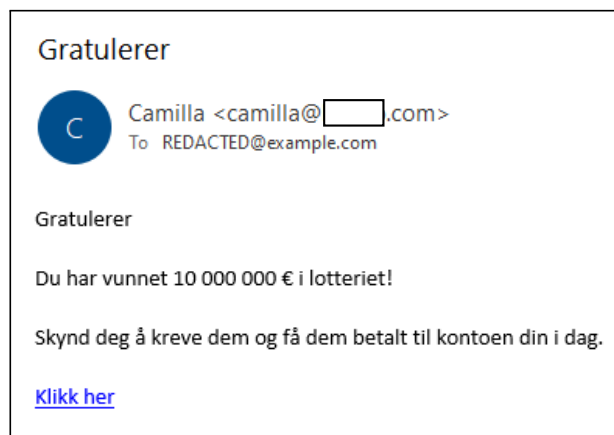 Gratulerer
C
Camilla <camilla@ .com>
To REDACTED@example.com
Gratulerer
Du har vunnet 10 000 000 € i lotteriet!
Skynd deg å kreve dem og få dem betalt til kontoen din i dag.
Klikk her